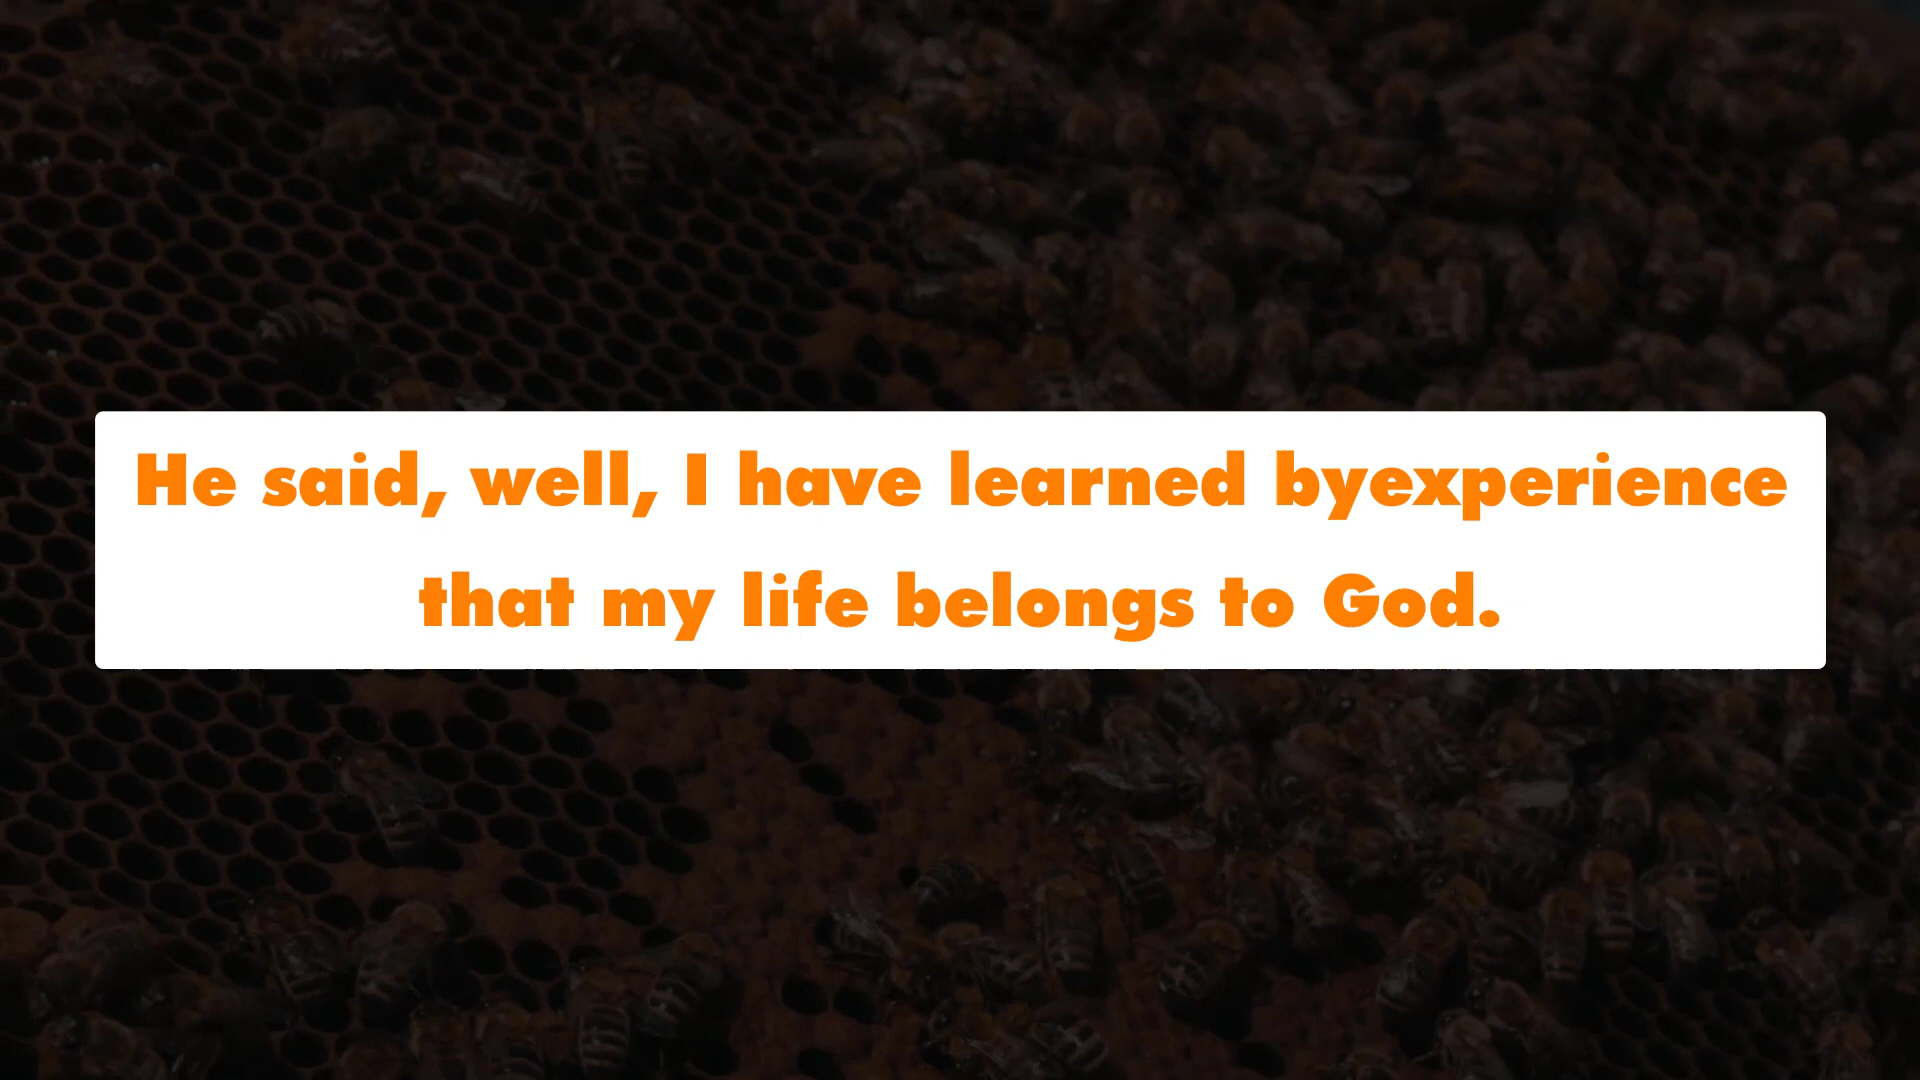 He said, well, I have learned byexperience
that my life belongs to God.